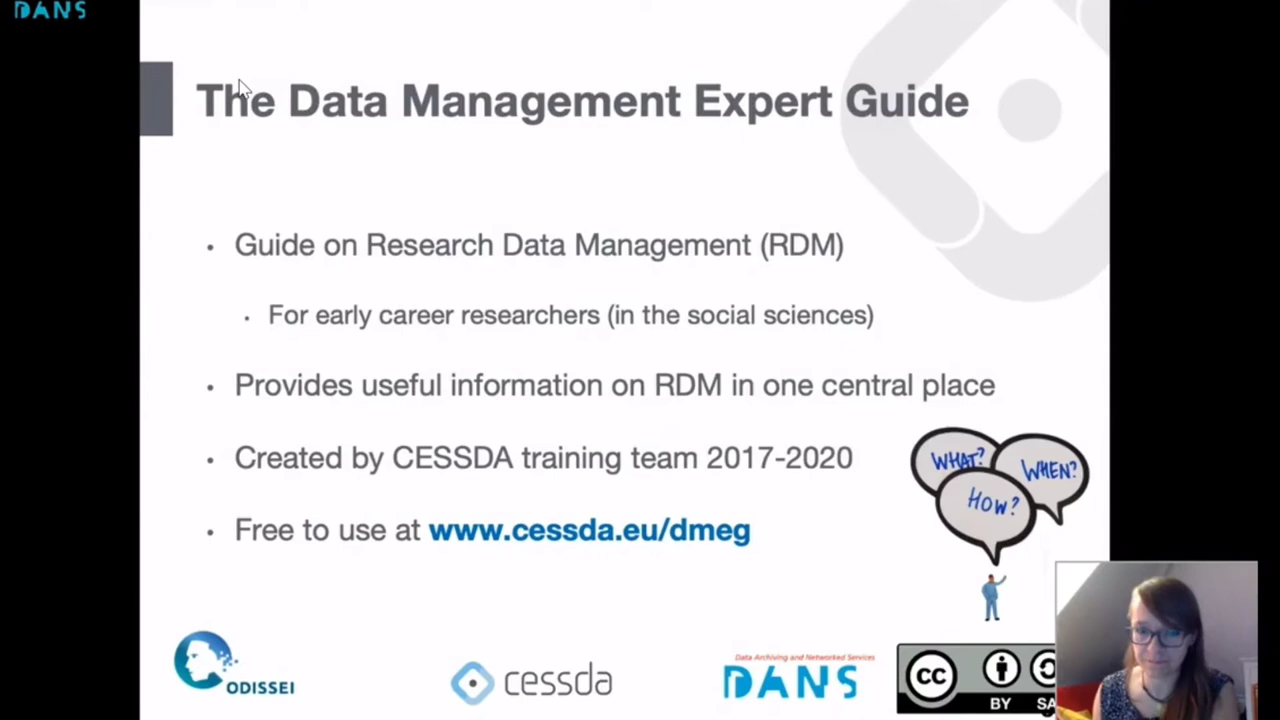 DANS
The Data Management Expert Guide
• Guide on Research Data Management (RDM)
• For early career researchers (in the social sciences)
• Provides useful information on RDM in one central place
• Created by CESSDA training team 2017-2020
WHAT?
WHEN?
HOW?
• Free to use at www.cessda.eu/dmeg
ODISSEI
cessda
Data Archiving and Networked Services
DANS
CC
BY SA